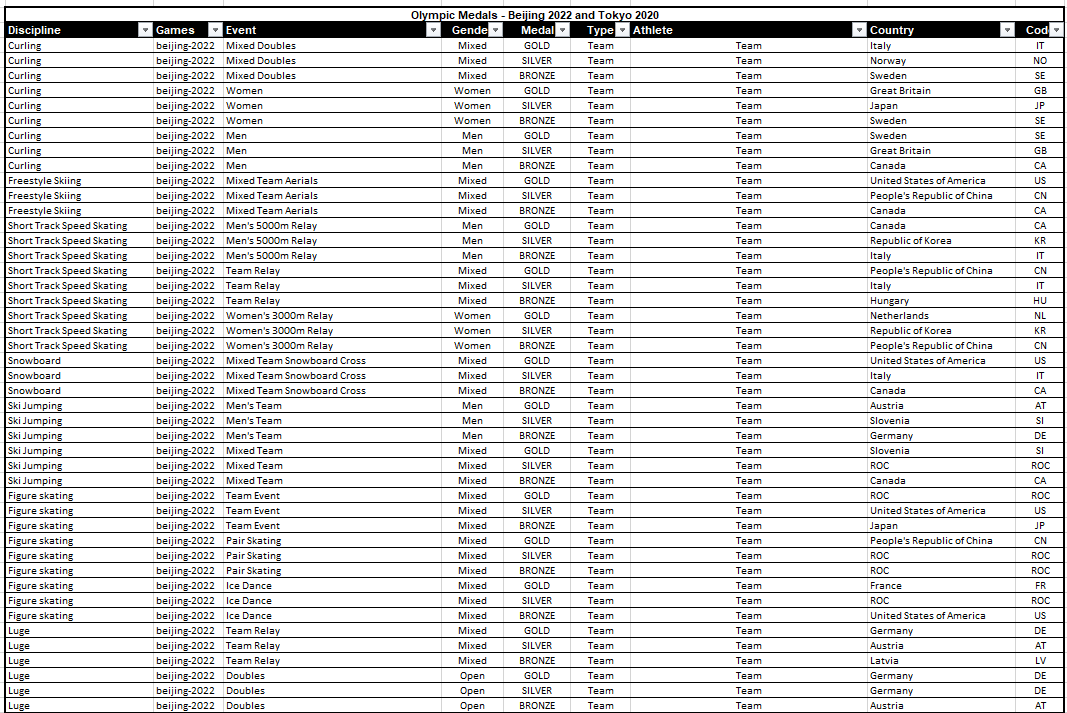 Olympic Medals - Beijing 2022 and Tokyo 2020
Discipline Games Event Gende Medal Type Athlete Country Cod
Curling beijing-2022 Mixed Doubles Mixed GOLD Team Team Italy IT
Curling beijing-2022 Mixed Doubles Mixed SILVER Team Team Norway NO
Curling beijing-2022 Mixed Doubles Mixed BRONZE Team Team Sweden SE
Curling beijing-2022 Women Women GOLD Team Team Great Britain GB
Curling beijing-2022 Women Women SILVER Team Team Japan JP
Curling beijing-2022 Women Women BRONZE Team Team Sweden SE
Curling beijing-2022 Men Men GOLD Team Team Sweden SE
Curling beijing-2022 Men Men SILVER Team Team Great Britain GB
Curling beijing-2022 Men Men BRONZE Team Team Canada CA
Freestyle Skiing beijing-2022 Mixed Team Aerials Mixed GOLD Team Team United States of America US
Freestyle Skiing beijing-2022 Mixed Team Aerials Mixed SILVER Team Team People's Republic of China CN
Freestyle Skiing beijing-2022 Mixed Team Aerials Mixed BRONZE Team Team Canada CA
Short Track Speed Skating beijing-2022 Men's 5000m Relay Men GOLD Team Team Canada CA
Short Track Speed Skating beijing-2022 Men's 5000m Relay Men SILVER Team Team Republic of Korea KR
Short Track Speed Skating beijing-2022 Men's 5000m Relay Men BRONZE Team Team Italy IT
Short Track Speed Skating beijing-2022 Team Relay Mixed GOLD Team Team People's Republic of China CN
Short Track Speed Skating beijing-2022 Team Relay Mixed SILVER Team Team Italy IT
Short Track Speed Skating beijing-2022 Team Relay Mixed BRONZE Team Team Hungary HU
Short Track Speed Skating beijing-2022 Women's 3000m Relay Women GOLD Team Team Netherlands NL
Short Track Speed Skating beijing-2022 Women's 3000m Relay Women SILVER Team Team Republic of Korea KR
Short Track Speed Skating beijing-2022 Women's 3000m Relay Women BRONZE Team Team People's Republic of China CN
Snowboard beijing-2022 Mixed Team Snowboard Cross Mixed GOLD Team Team United States of America US
Snowboard beijing-2022 Mixed Team Snowboard Cross Mixed SILVER Team Team Italy IT
Snowboard beijing-2022 Mixed Team Snowboard Cross Mixed BRONZE Team Team Canada CA
Ski Jumping beijing-2022 Men's Team Men GOLD Team Team Austria AT
Ski Jumping beijing-2022 Men's Team Men SILVER Team Team Slovenia SI
Ski Jumping beijing-2022 Men's Team Men BRONZE Team Team Germany DE
Ski Jumping beijing-2022 Mixed Team Mixed GOLD Team Team Slovenia SI
Ski Jumping beijing-2022 Mixed Team Mixed SILVER Team Team ROC ROC
Ski Jumping beijing-2022 Mixed Team Mixed BRONZE Team Team Canada CA
Figure skating beijing-2022 Team Event Mixed GOLD Team Team ROC ROC
Figure skating beijing-2022 Team Event Mixed SILVER Team Team United States of America US
Figure skating beijing-2022 Team Event Mixed BRONZE Team Team Japan JP
Figure skating beijing-2022 Pair Skating Mixed GOLD Team Team People's Republic of China CN
Figure skating beijing-2022 Pair Skating Mixed SILVER Team Team ROC ROC
Figure skating beijing-2022 Pair Skating Mixed BRONZE Team Team ROC ROC
Figure skating beijing-2022 Ice Dance Mixed GOLD Team Team France FR
Figure skating beijing-2022 Ice Dance Mixed SILVER Team Team ROC ROC
Figure skating beijing-2022 Ice Dance Mixed BRONZE Team Team United States of America US
Luge beijing-2022 Team Relay Mixed GOLD Team Team Germany DE
Luge beijing-2022 Team Relay Mixed SILVER Team Team Austria AT
Luge beijing-2022 Team Relay Mixed BRONZE Team Team Latvia LV
Luge beijing-2022 Doubles Open GOLD Team Team Germany DE
Luge beijing-2022 Doubles Open SILVER Team Team Germany DE
Luge beijing-2022 Doubles Open BRONZE Team Team Austria AT